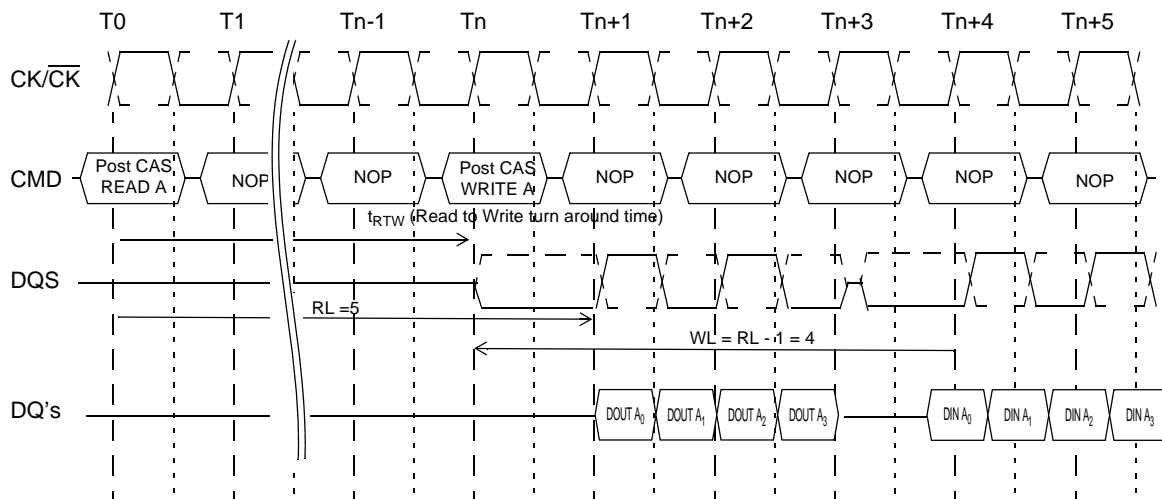 T0 T1 Tn-1 Tn Tn+1 Tn+2 Tn+3 Tn+4 Tn+5
CK/C̅K̅
CMD
Post CAS
READ A
NOP
NOP
Post CAS
WRITE A
NOP
NOP
NOP
NOP
NOP
tRTW (Read to Write turn around time)
DQS
RL =5
WL = RL - 1 = 4
DQ's
DOUT A0 DOUT A1 DOUT A2 DOUT A3 DIN A0 DIN A1 DIN A2 DIN A3